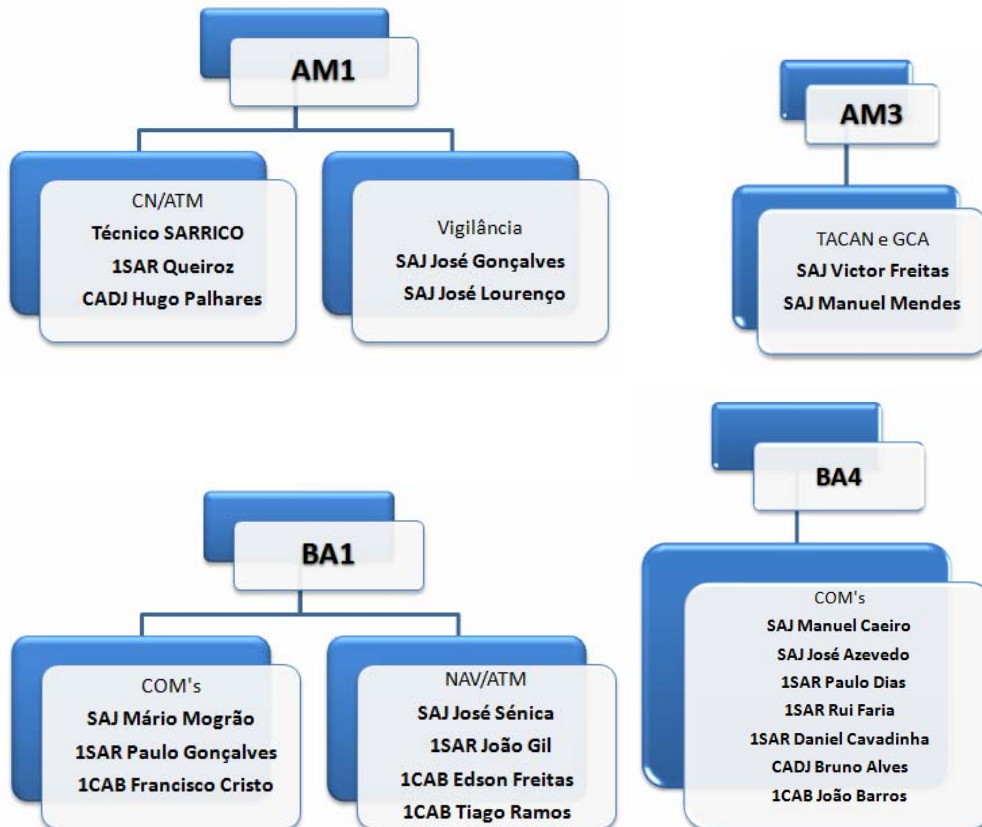 AM1
CN/ATM
Técnico SARRICO
1SAR Queiroz
CADJ Hugo Palhares
Vigilância
SAJ José Gonçalves
SAJ José Lourenço
AM3
TACAN e GCA
SAJ Victor Freitas
SAJ Manuel Mendes
BA1
COM's
SAJ Mário Mogrão
1SAR Paulo Gonçalves
1CAB Francisco Cristo
NAV/ATM
SAJ José Sénica
1SAR João Gil
1CAB Edson Freitas
1CAB Tiago Ramos
BA4
COM's
SAJ Manuel Caeiro
SAJ José Azevedo
1SAR Paulo Dias
1SAR Rui Faria
1SAR Daniel Cavadinha
CADJ Bruno Alves
1CAB João Barros